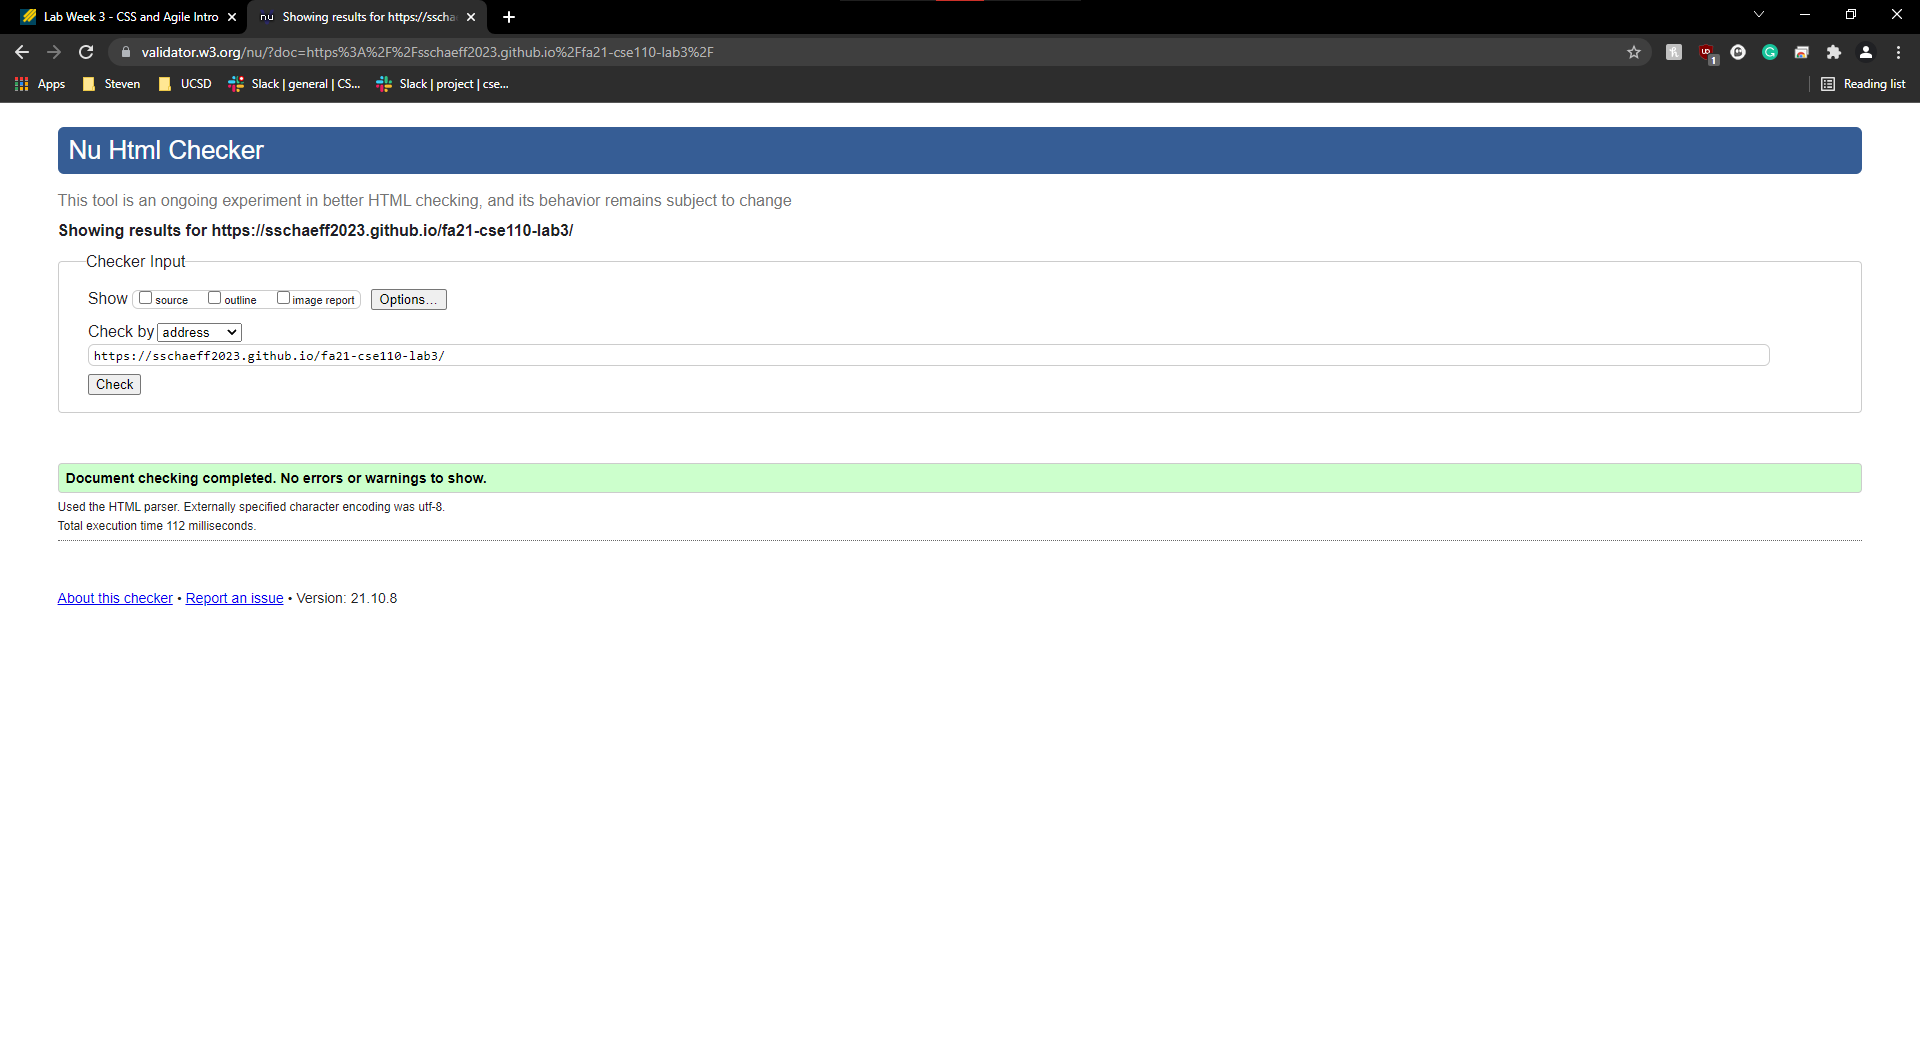 Lab Week 3 - CSS and Agile Intro
nu Showing results for https://sscha
validator.w3.org/nu/?doc=https%3A%2F%2Fsschaeff2023.github.io%2Ffa21-cse110-lab3%2F
1
Apps Steven UCSD Slack | general | CS... Slack | project | cse... Reading list
Nu Html Checker
This tool is an ongoing experiment in better HTML checking, and its behavior remains subject to change
Showing results for https://sschaeff2023.github.io/fa21-cse110-lab3/
Checker Input
Show source outline image report Options...
Check by address
https://sschaeff2023.github.io/fa21-cse110-lab3/
Check
Document checking completed. No errors or warnings to show.
Used the HTML parser. Externally specified character encoding was utf-8.
Total execution time 112 milliseconds.
About this checker • Report an issue • Version: 21.10.8